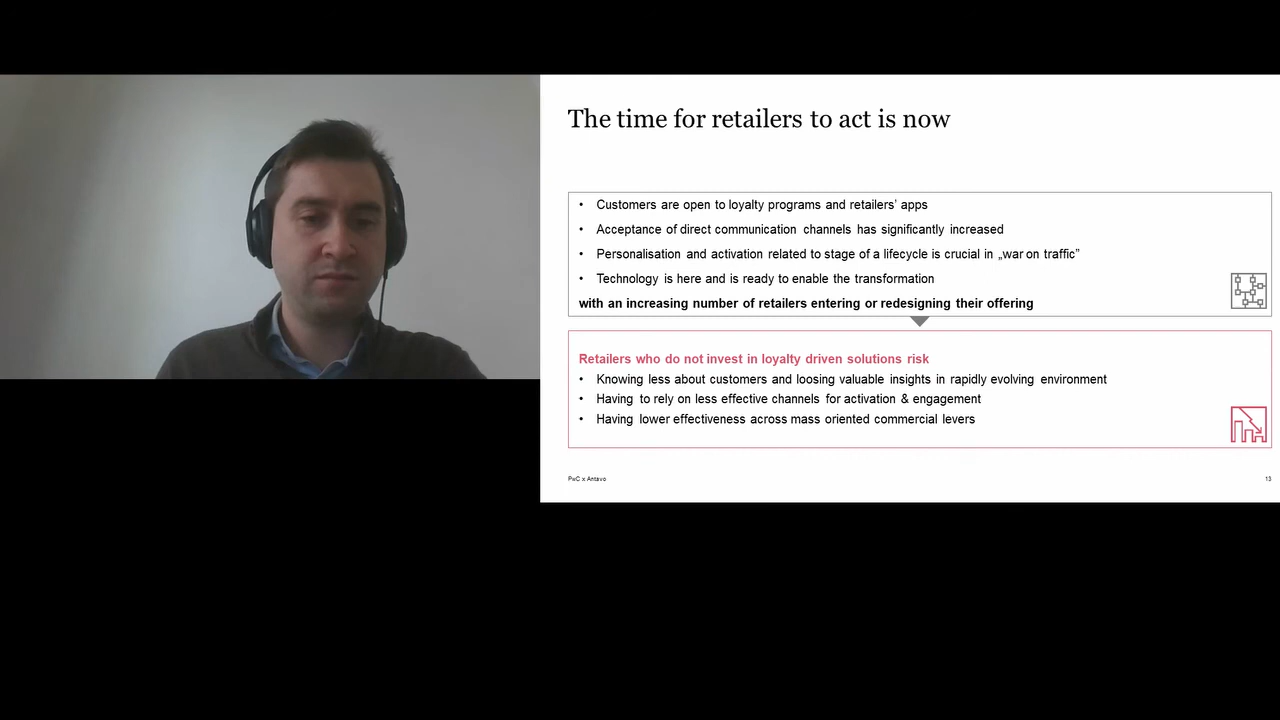 The time for retailers to act is now
• Customers are open to loyalty programs and retailers’ apps
• Acceptance of direct communication channels has significantly increased
• Personalisation and activation related to stage of a lifecycle is crucial in „war on traffic”
• Technology is here and is ready to enable the transformation
with an increasing number of retailers entering or redesigning their offering
Retailers who do not invest in loyalty driven solutions risk
• Knowing less about customers and loosing valuable insights in rapidly evolving environment
• Having to rely on less effective channels for activation & engagement
• Having lower effectiveness across mass oriented commercial levers
PwC x Antavo
13